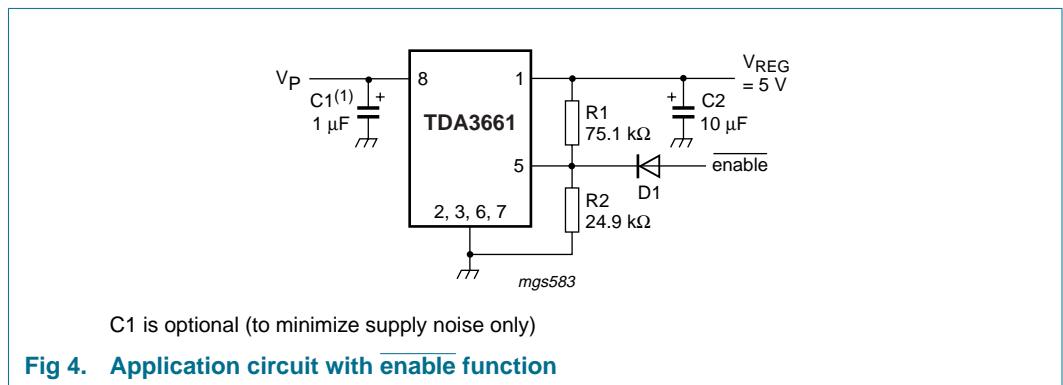 V_P
C1(1)
+
1 μF
8
1
TDA3661
5
2, 3, 6, 7
R1
75.1 kΩ
R2
24.9 kΩ
+
C2
10 μF
V_REG
= 5 V
D1
enable
mgs583
C1 is optional (to minimize supply noise only)
Fig 4. Application circuit with enable function